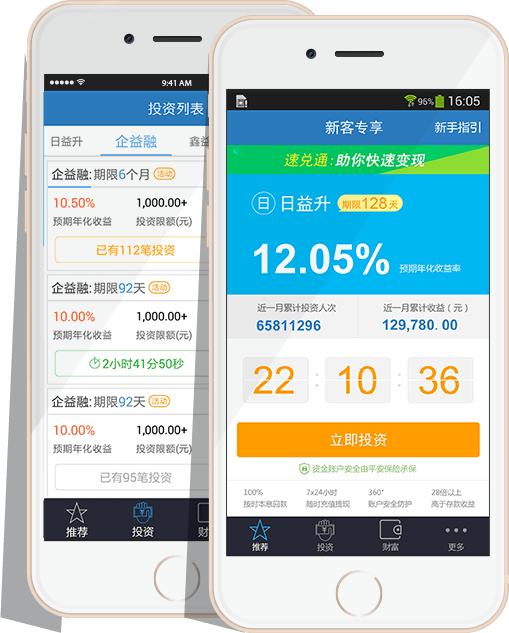 9:41 AM
投资列表
日益升 企益融 鑫益
企益融:期限6个月 活动
10.50% 1,000.00+
预期年化收益 投资限额(元)
已有112笔投资
企益融:期限92天 活动
10.00% 1,000.00+
预期年化收益 投资限额(元)
2小时41分50秒
企益融:期限92天 活动
10.00% 1,000.00+
预期年化收益 投资限额(元)
已有95笔投资
推荐 投资 财
96% 16:05
新客专享 新手指引
速兑通:助你快速变现
日 日益升 期限128天
12.05% 预期年化收益率
近一月累计投资人次 近一月累计收益（元）
65811296 129,780. 00
22 : 10 : 36
立即投资
资金账户安全由平安保险承保
100% 7x24小时 360° 28倍以上
按时本息回款 随时充值提现 账户安全防护 高于存款收益
推荐 投资 财富 更多